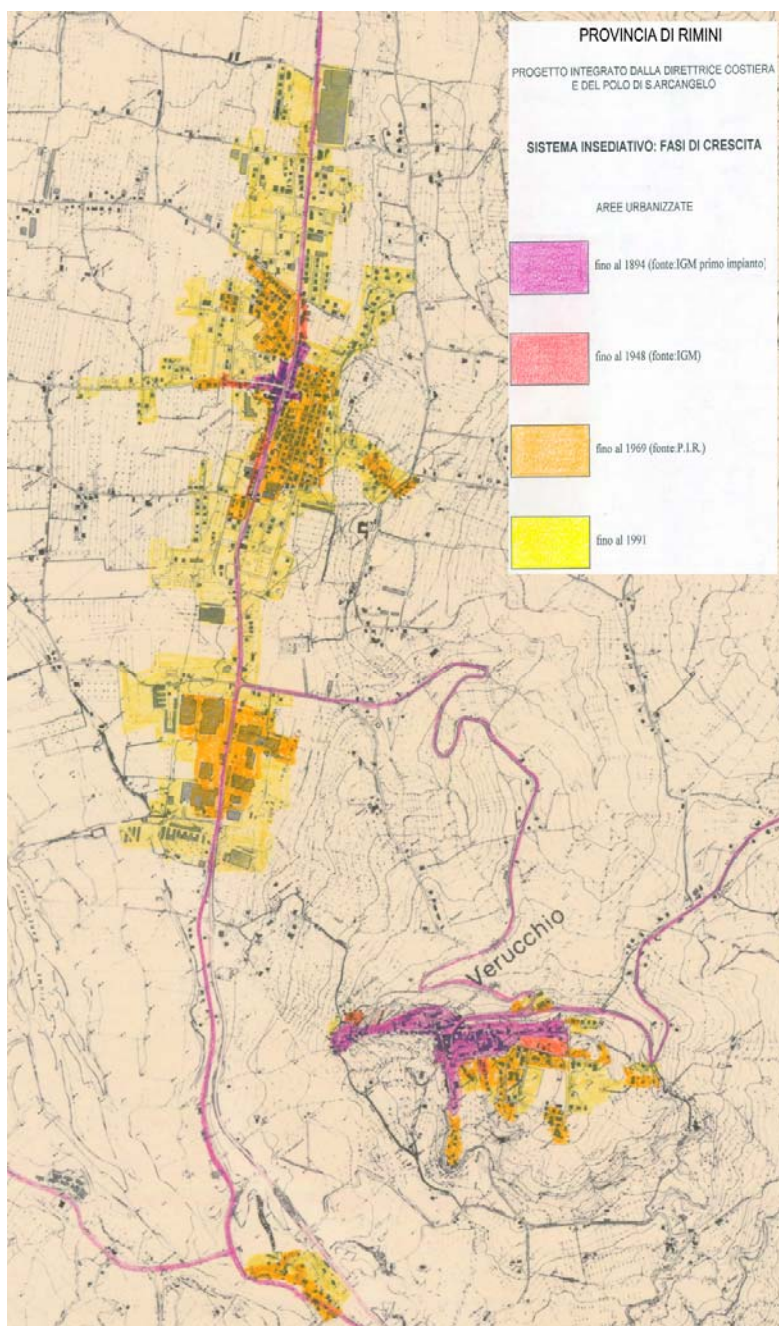 PROVINCIA DI RIMINI
PROGETTO INTEGRATO DALLA DIRETTRICE COSTIERA
E DEL POLO DI S.ARCANGELO
SISTEMA INSEDIATIVO: FASI DI CRESCITA
AREE URBANIZZATE
fino al 1894 (fonte:IGM primo impianto)
fino al 1948 (fonte:IGM)
fino al 1969 (fonte:P.I.R.)
fino al 1991
Verucchio